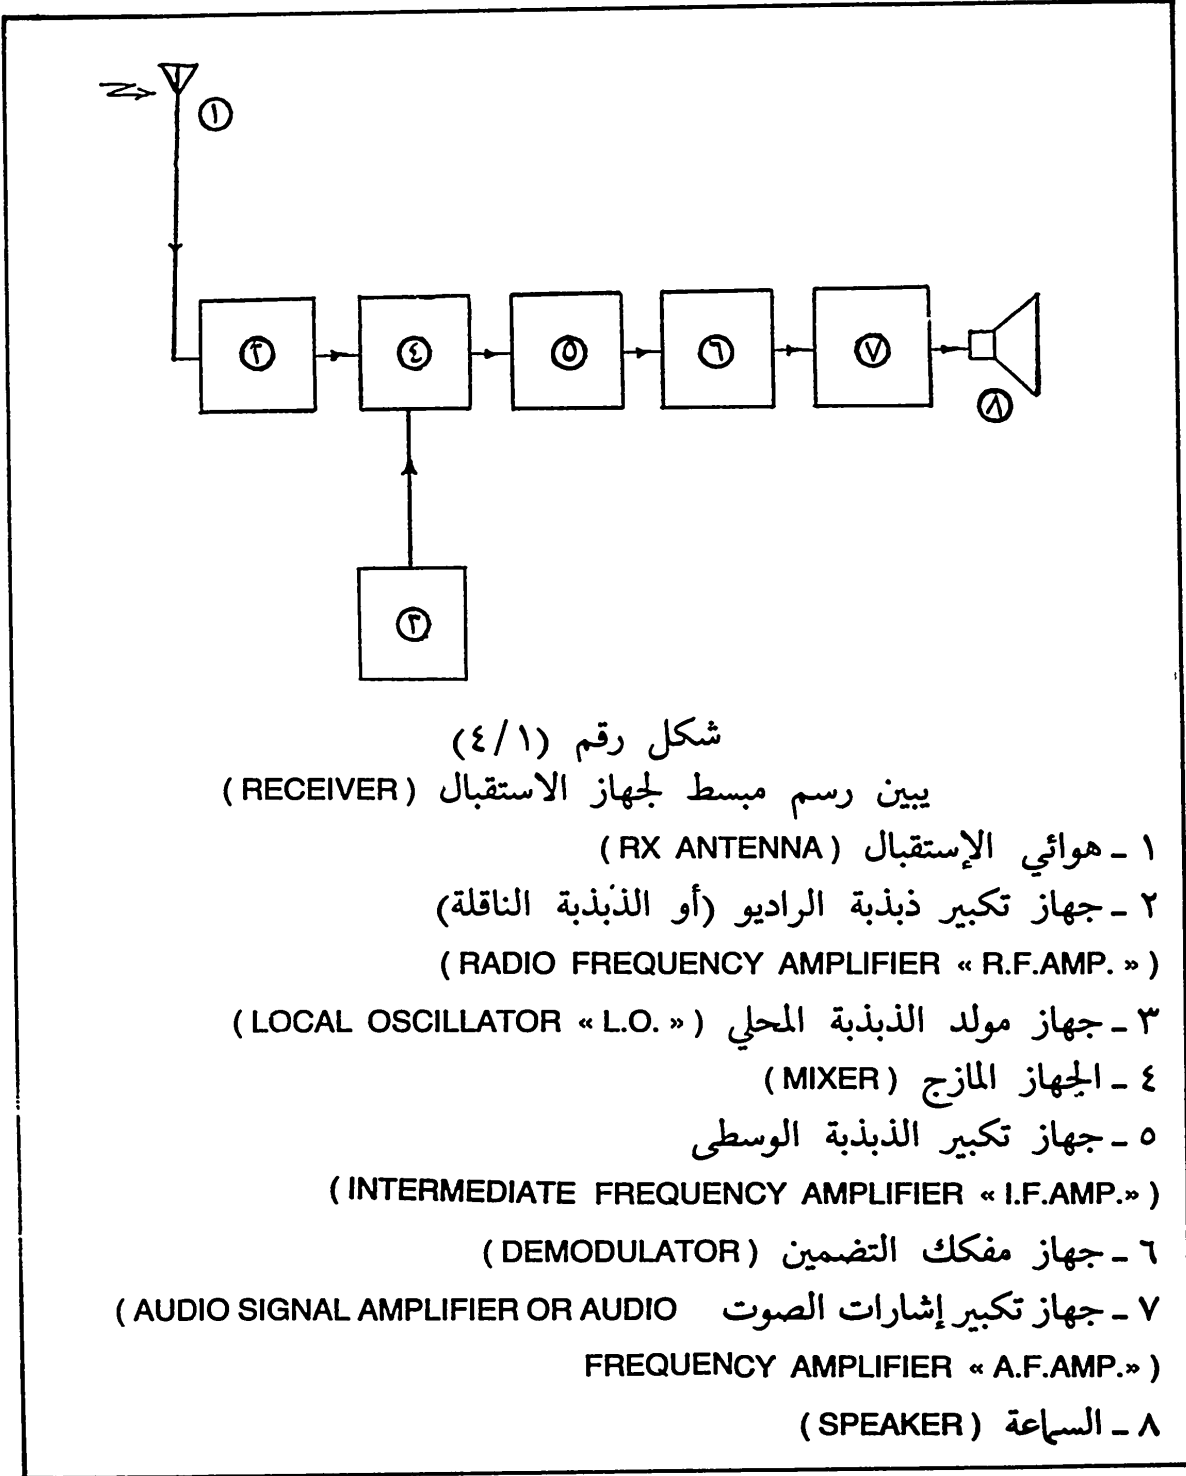 ١
٢ ٤ ٥ ٦ ٧
٨
٣
شكل رقم (٤/١)
يبين رسم مبسط لجهاز الاستقبال (RECEIVER)
١ ـ هوائي الإستقبال (RX ANTENNA)
٢ ـ جهاز تكبير ذبذبة الراديو (أو الذبذبة الناقلة)
(RADIO FREQUENCY AMPLIFIER « R.F.AMP. »)
٣ ـ جهاز مولد الذبذبة المحلي (LOCAL OSCILLATOR « L.O. »)
٤ ـ الجهاز المازج (MIXER)
٥ ـ جهاز تكبير الذبذبة الوسطى
(INTERMEDIATE FREQUENCY AMPLIFIER « I.F.AMP.»)
٦ ـ جهاز مفكك التضمين (DEMODULATOR)
٧ ـ جهاز تكبير إشارات الصوت (AUDIO SIGNAL AMPLIFIER OR AUDIO
FREQUENCY AMPLIFIER « A.F.AMP.»)
٨ ـ السماعة (SPEAKER)